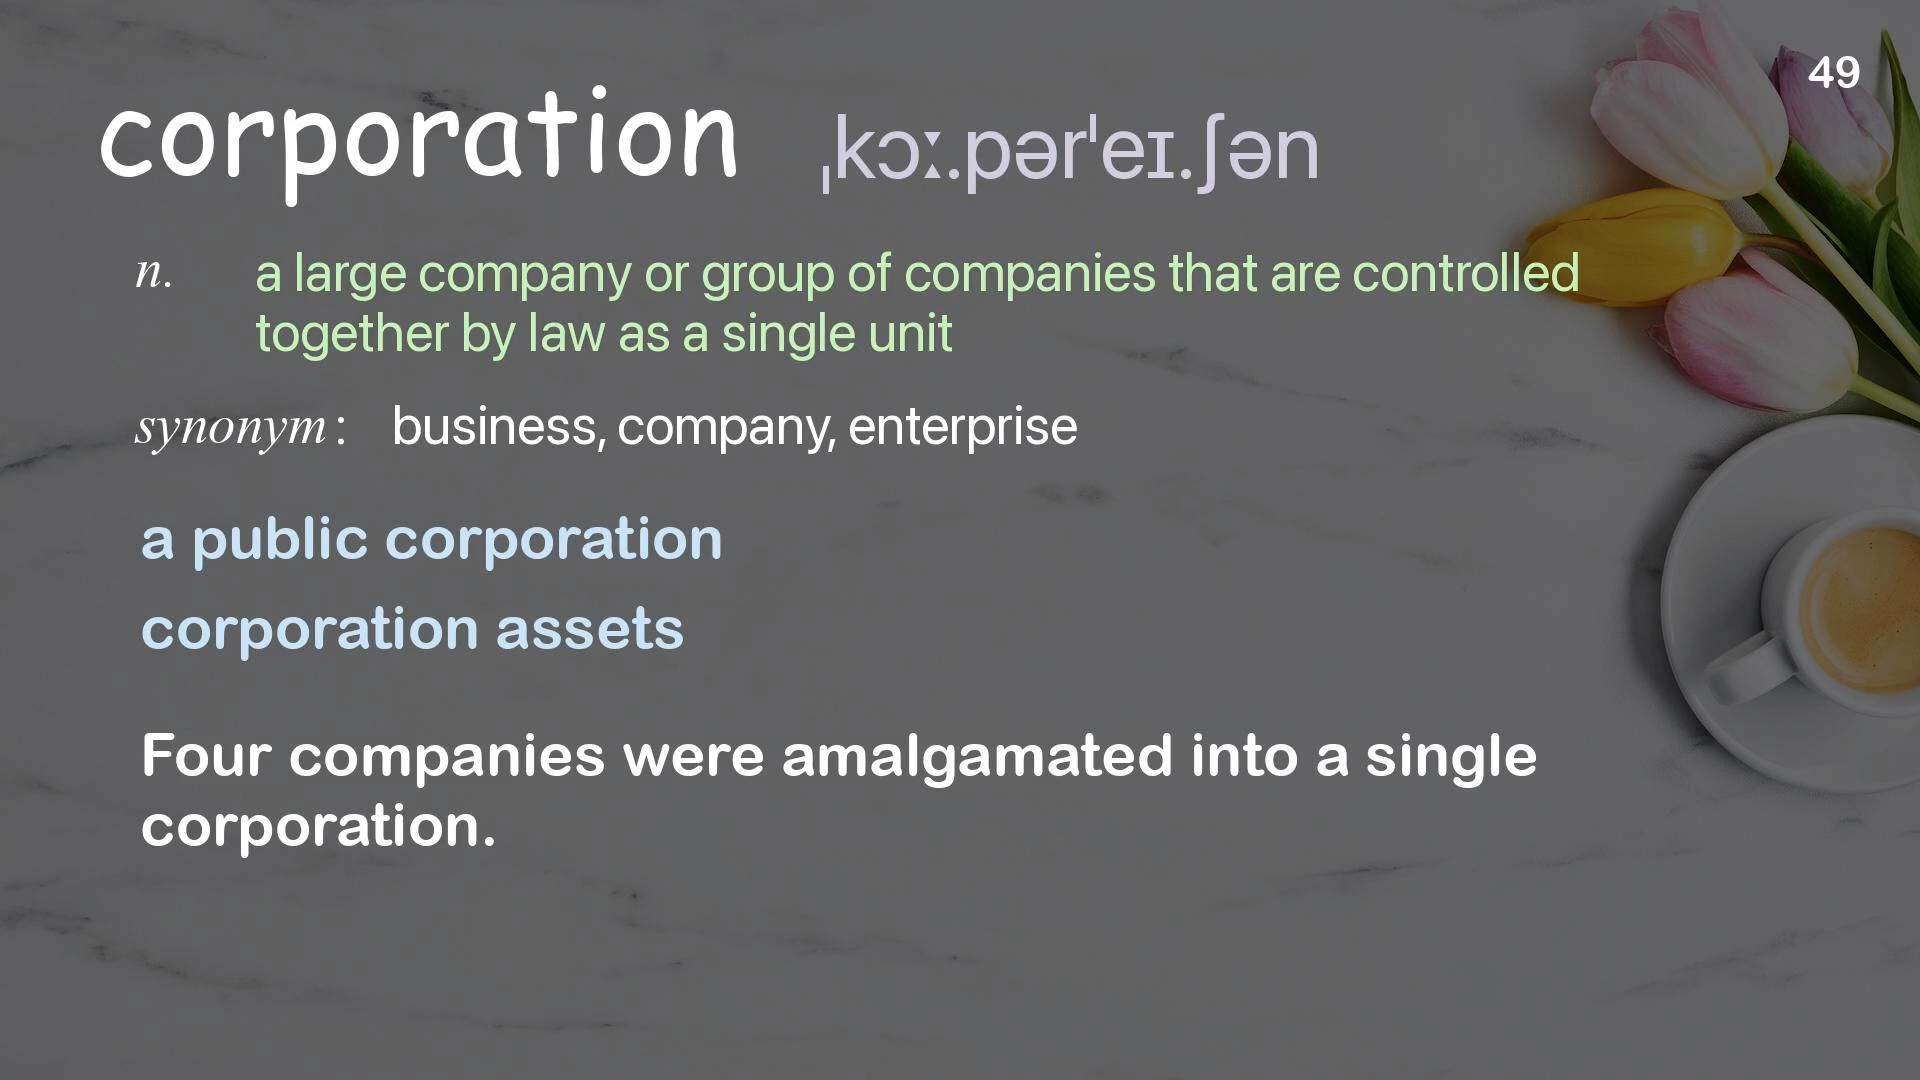 49
corporation ˌkɔː.pərˈeɪ.ʃən
n. a large company or group of companies that are controlled
together by law as a single unit
synonym: business, company, enterprise
a public corporation
corporation assets
Four companies were amalgamated into a single
corporation.